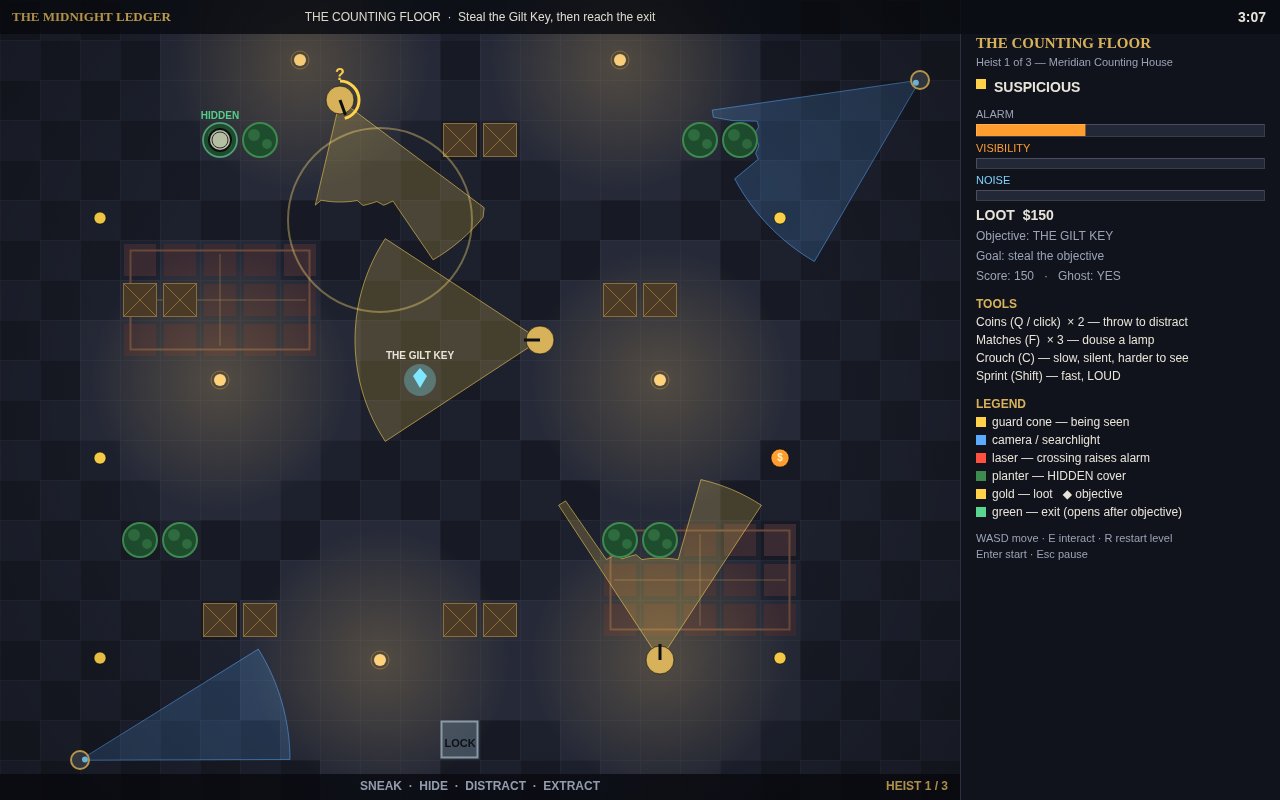 THE MIDNIGHT LEDGER
THE COUNTING FLOOR · Steal the Gilt Key, then reach the exit
3:07
?
HIDDEN
THE GILT KEY
$
LOCK
SNEAK · HIDE · DISTRACT · EXTRACT
HEIST 1 / 3
THE COUNTING FLOOR
Heist 1 of 3 — Meridian Counting House
SUSPICIOUS
ALARM
VISIBILITY
NOISE
LOOT $150
Objective: THE GILT KEY
Goal: steal the objective
Score: 150 · Ghost: YES
TOOLS
Coins (Q / click) × 2 — throw to distract
Matches (F) × 3 — douse a lamp
Crouch (C) — slow, silent, harder to see
Sprint (Shift) — fast, LOUD
LEGEND
guard cone — being seen
camera / searchlight
laser — crossing raises alarm
planter — HIDDEN cover
gold — loot ◆ objective
green — exit (opens after objective)
WASD move · E interact · R restart level
Enter start · Esc pause